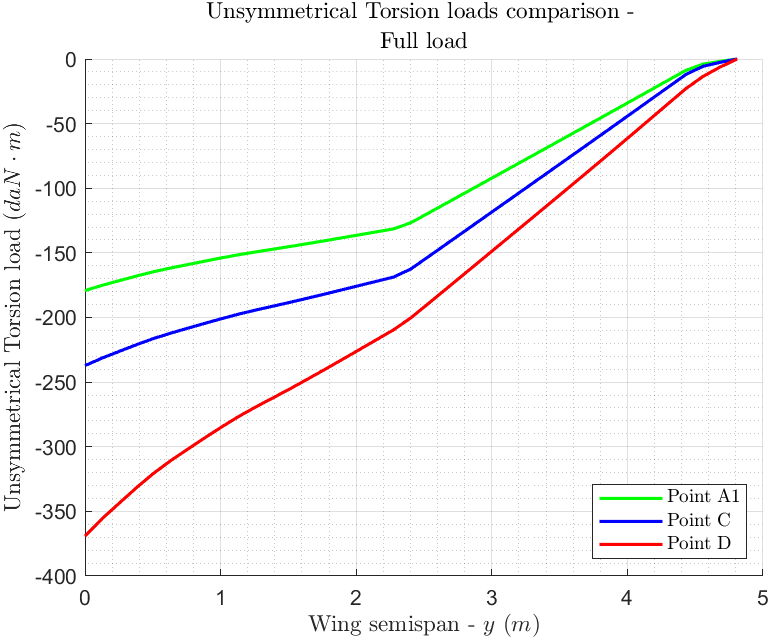 Unsymmetrical Torsion loads comparison -
Full load
Unsymmetrical Torsion load (daN · m)
0
-50
-100
-150
-200
-250
-300
-350
-400
Point A1
Point C
Point D
0 1 2 3 4 5
Wing semispan - y (m)